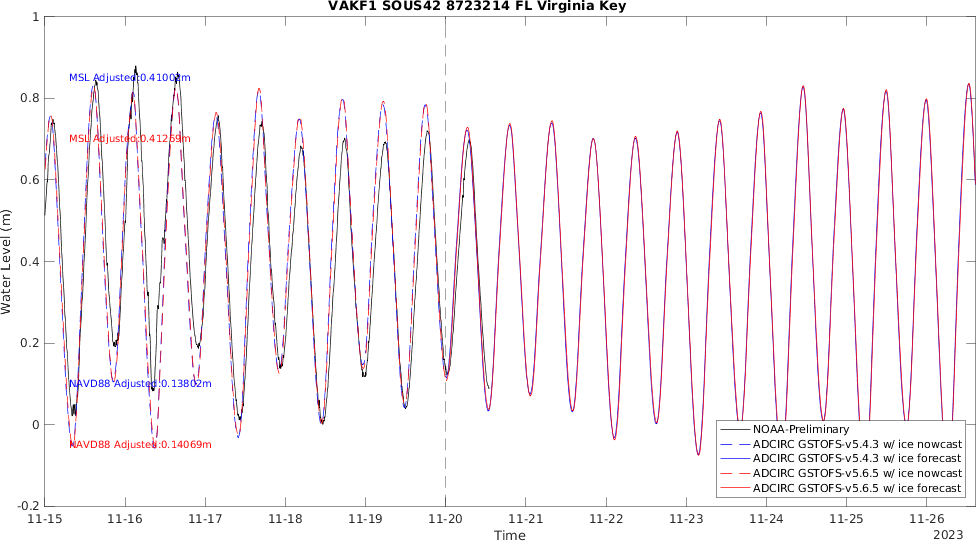 VAKF1 SOUS42 8723214 FL Virginia Key
1
0.8
0.6
0.4
0.2
0
-0.2
Water Level (m)
MSL Adjusted:0.41001m
MSL Adjusted:0.41269m
NAVD88 Adjusted:0.13802m
NAVD88 Adjusted:0.14069m
NOAA-Preliminary
ADCIRC GSTOFS-v5.4.3 w/ ice nowcast
ADCIRC GSTOFS-v5.4.3 w/ ice forecast
ADCIRC GSTOFS-v5.6.5 w/ ice nowcast
ADCIRC GSTOFS-v5.6.5 w/ ice forecast
11-15 11-16 11-17 11-18 11-19 11-20 11-21 11-22 11-23 11-24 11-25 11-26
Time
2023